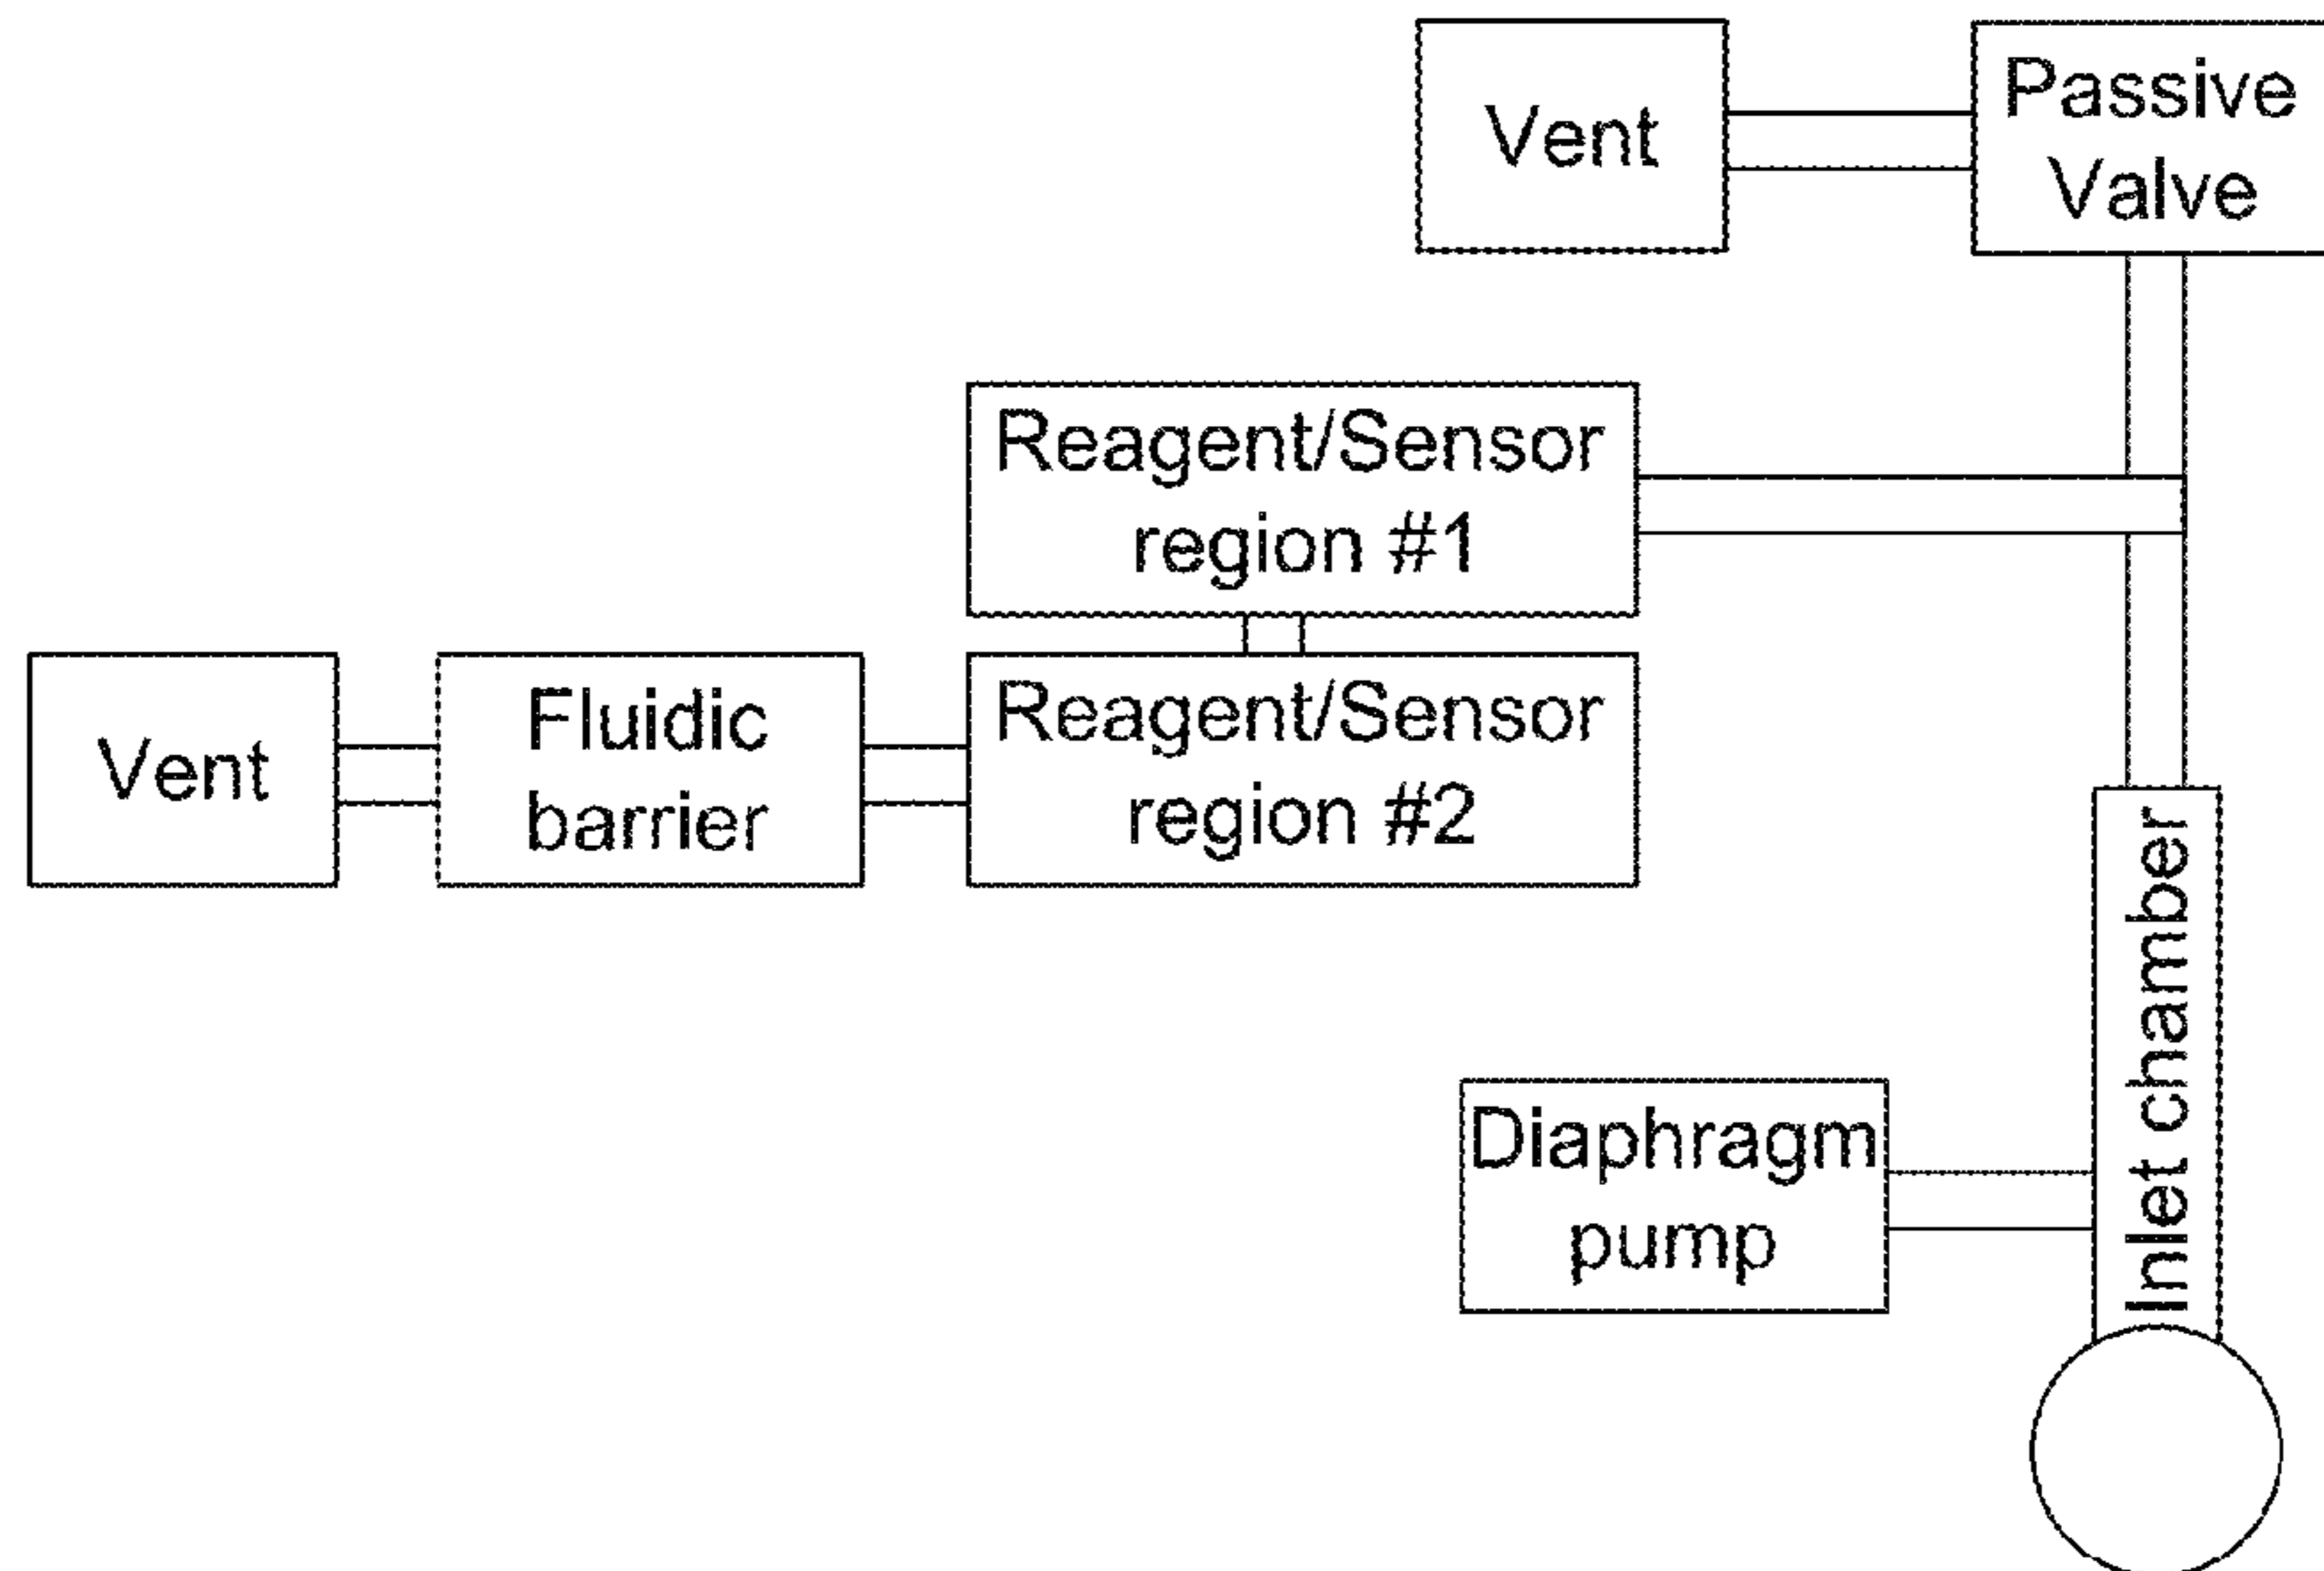 Vent
Passive
Valve
Reagent/Sensor
region #1
Vent
Fluidic
barrier
Reagent/Sensor
region #2
Inlet chamber
Diaphragm
pump